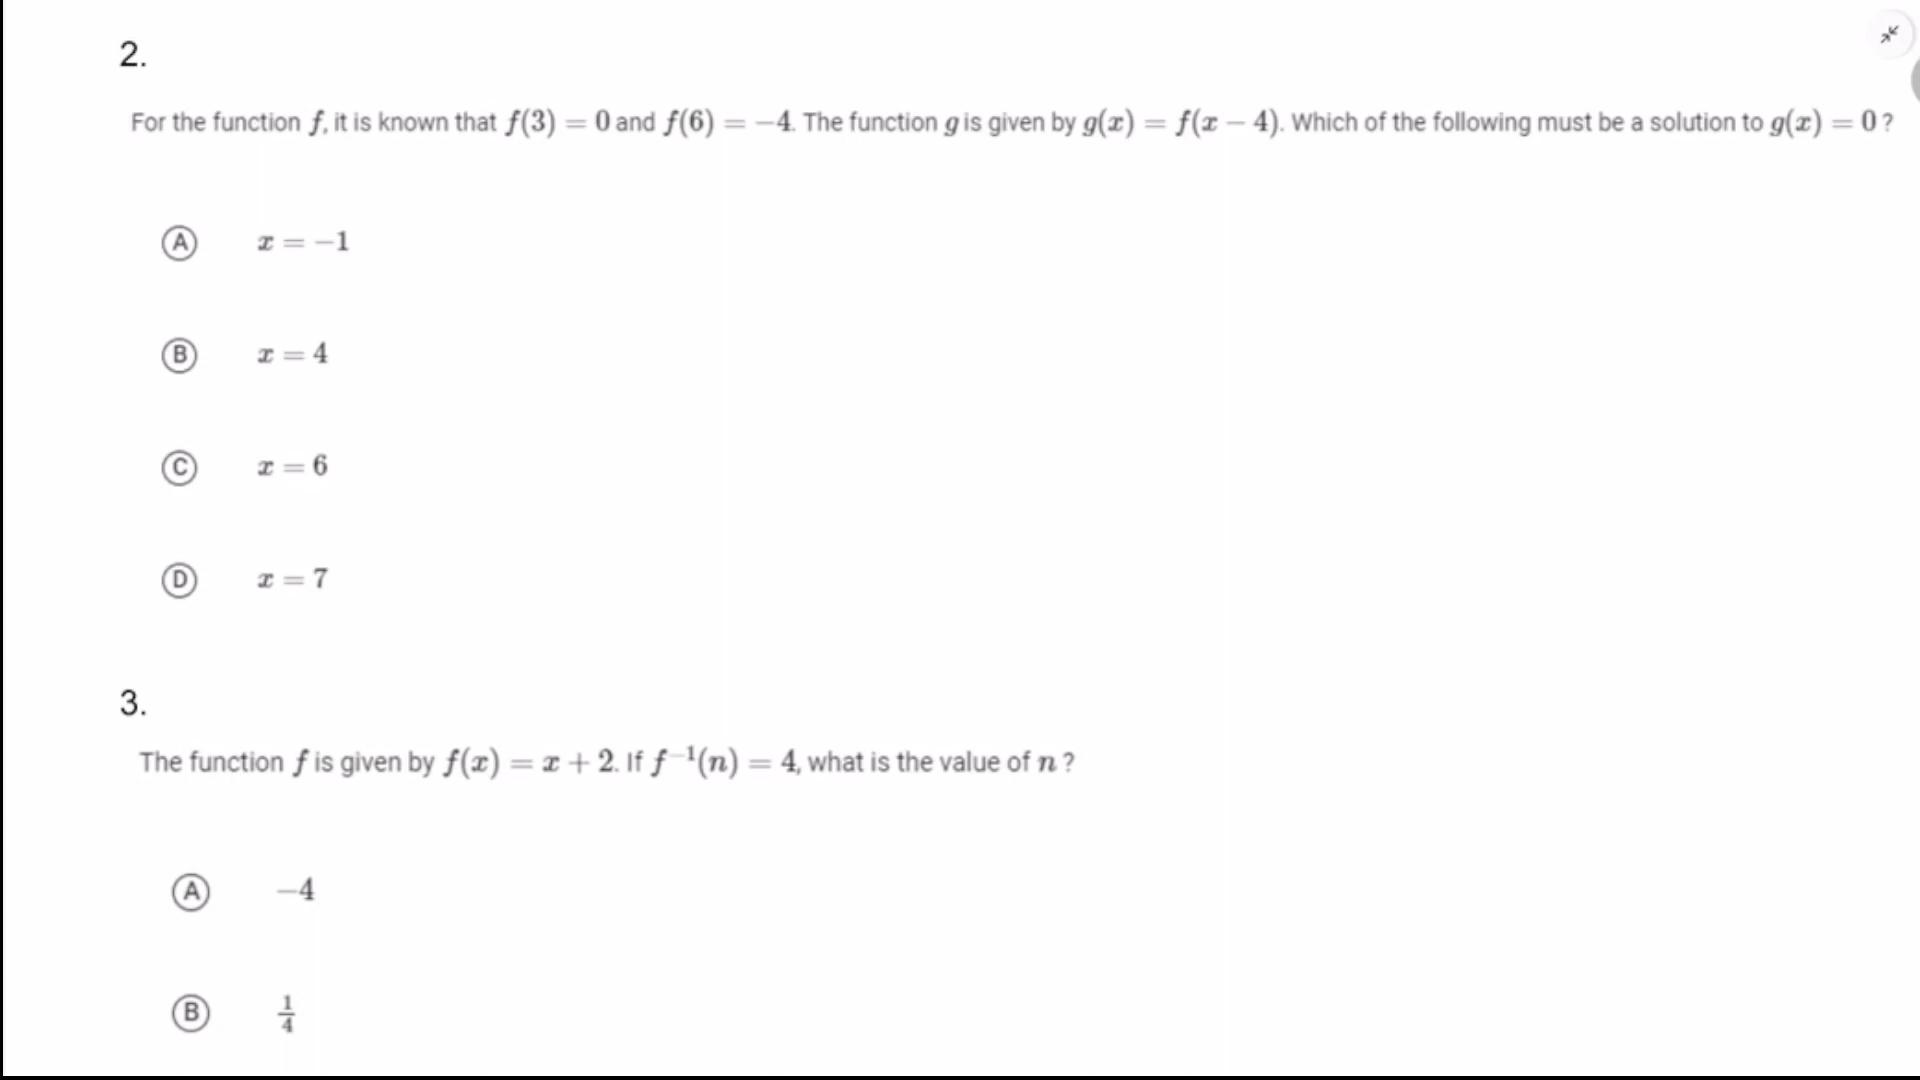 2.
For the function f, it is known that f(3) = 0 and f(6) = −4. The function g is given by g(x) = f(x − 4). Which of the following must be a solution to g(x) = 0 ?
A x = −1
B x = 4
C x = 6
D x = 7
3.
The function f is given by f(x) = x + 2. If f⁻¹(n) = 4, what is the value of n ?
A −4
B 1/4